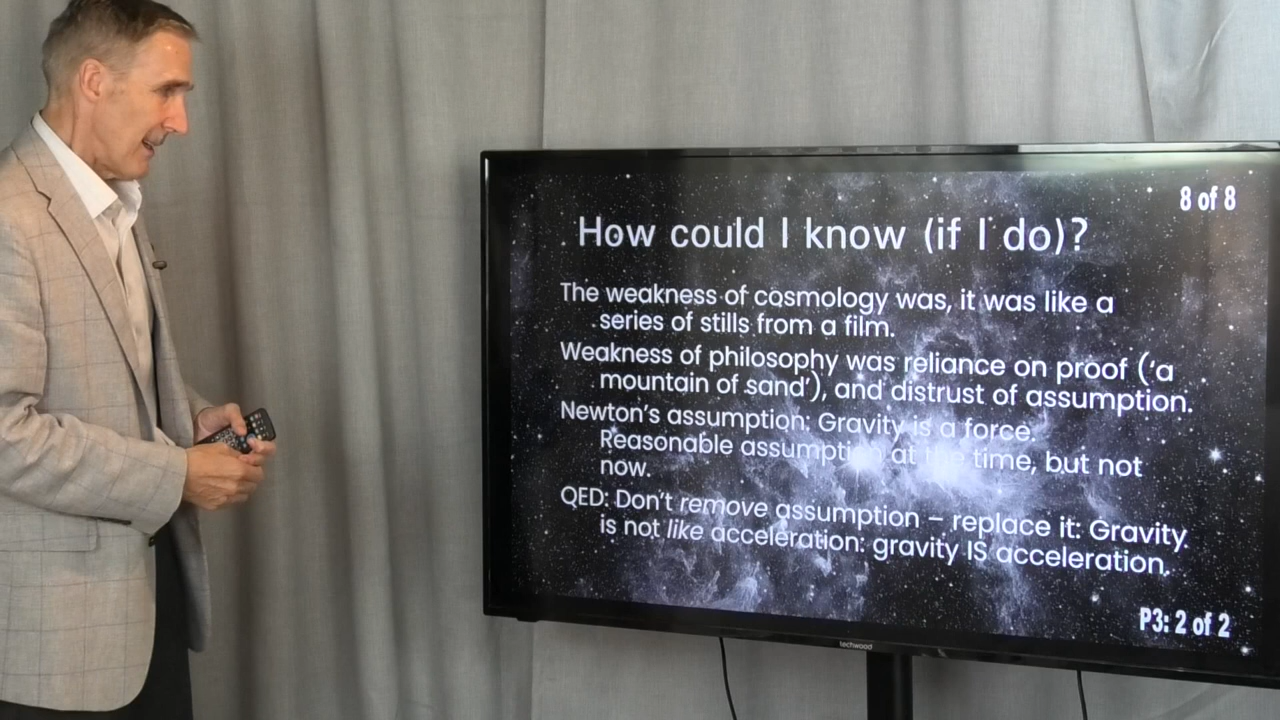 8 of 8
How could I know (if I do)?
The weakness of cosmology was, it was like a
series of stills from a film.
Weakness of philosophy was reliance on proof ('a
mountain of sand'), and distrust of assumption.
Newton's assumption: Gravity is a force.
Reasonable assumption at the time, but not
now.
QED: Don't remove assumption – replace it: Gravity
is not like acceleration: gravity IS acceleration.
P3: 2 of 2
techwood